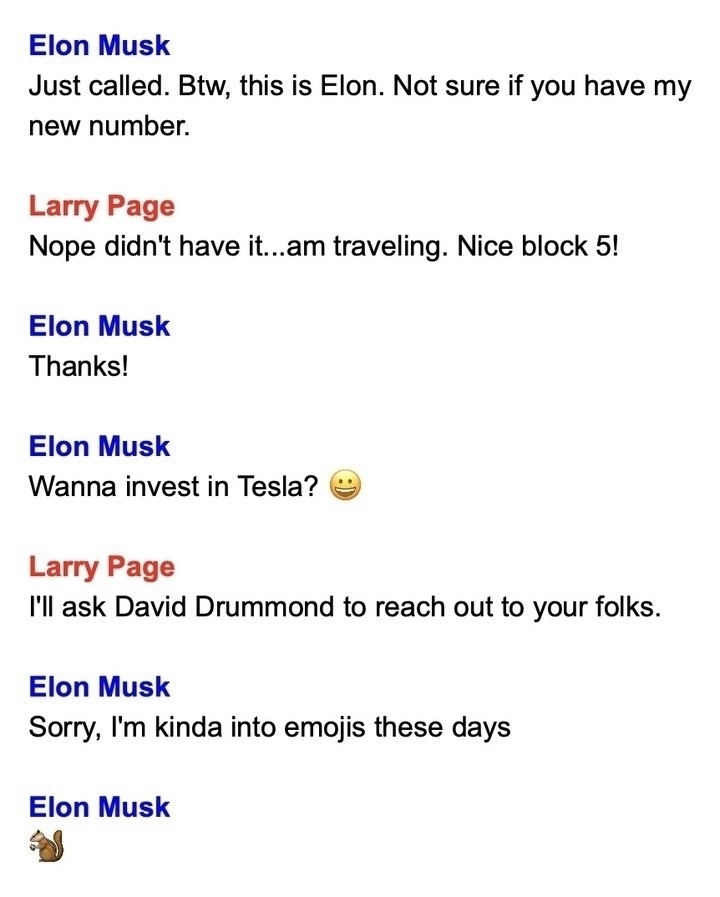 Elon Musk
Just called. Btw, this is Elon. Not sure if you have my
new number.
Larry Page
Nope didn't have it...am traveling. Nice block 5!
Elon Musk
Thanks!
Elon Musk
Wanna invest in Tesla? 😀
Larry Page
I'll ask David Drummond to reach out to your folks.
Elon Musk
Sorry, I'm kinda into emojis these days
Elon Musk
🐿️